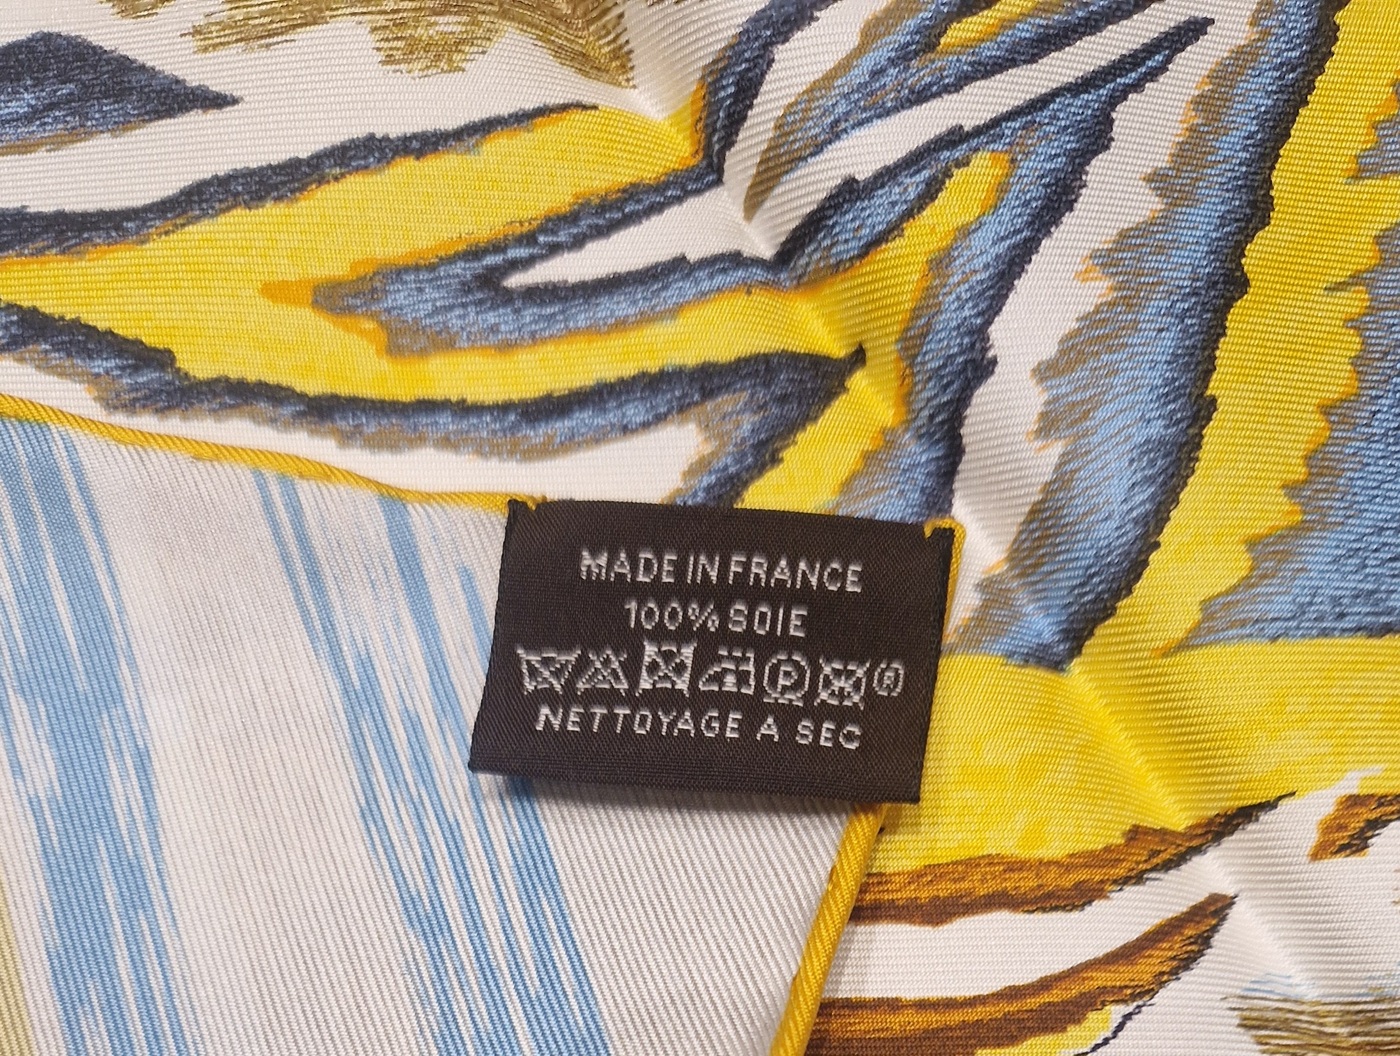 MADE IN FRANCE
100% SOIE
P ®
NETTOYAGE A SEC